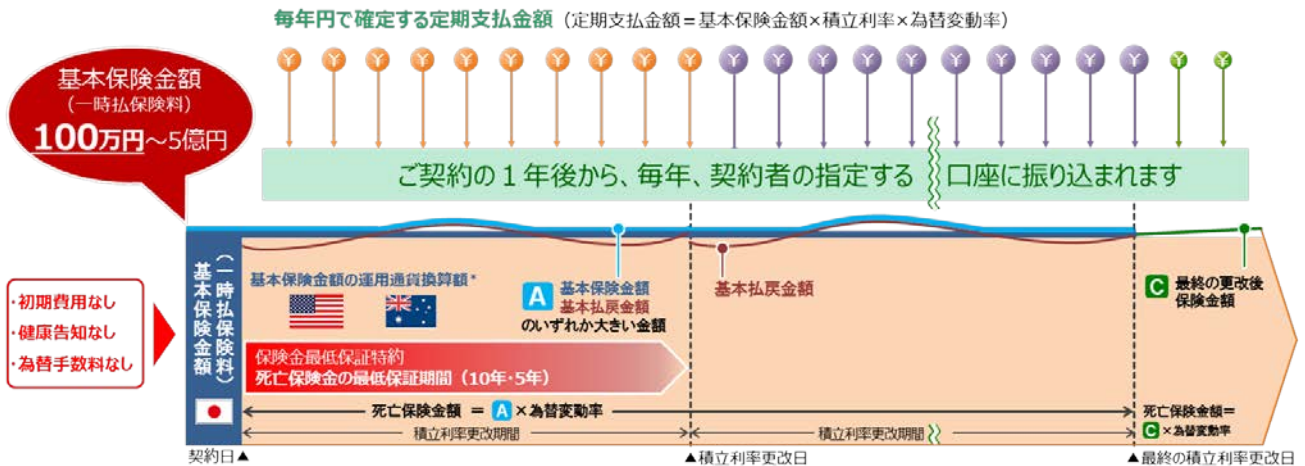 毎年円で確定する定期支払金額（定期支払金額＝基本保険金額×積立利率×為替変動率）
¥ ¥ ¥ ¥ ¥ ¥ ¥ ¥ ¥ ¥ ¥ ¥ ¥ ¥ ¥ ¥ ¥ ¥ ¥ ¥ ¥ ¥
基本保険金額
（一時払保険料）
100万円～5億円
ご契約の１年後から、毎年、契約者の指定する 口座に振り込まれます
・初期費用なし
・健康告知なし
・為替手数料なし
（一時払保険料）
基本保険金額
基本保険金額の運用通貨換算額*
A 基本保険金額
基本払戻金額
のいずれか大きい金額
基本払戻金額
C 最終の更改後
保険金額
保険金最低保証特約
死亡保険金の最低保証期間（10年・5年）
死亡保険金額 ＝ A×為替変動率
死亡保険金額＝
C×為替変動率
積立利率更改期間
積立利率更改期間
契約日▲
▲積立利率更改日
▲最終の積立利率更改日